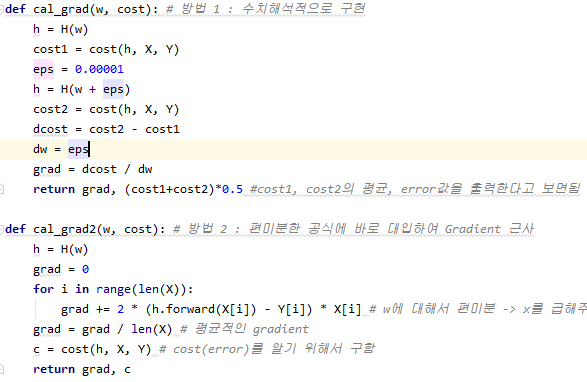 def cal_grad(w, cost): # 방법 1 : 수치해석적으로 구현
    h = H(w)
    cost1 = cost(h, X, Y)
    eps = 0.00001
    h = H(w + eps)
    cost2 = cost(h, X, Y)
    dcost = cost2 - cost1
    dw = eps
    grad = dcost / dw
    return grad, (cost1+cost2)*0.5 #cost1, cost2의 평균, error값을 출력한다고 보면됨
def cal_grad2(w, cost): # 방법 2 : 편미분한 공식에 바로 대입하여 Gradient 근사
    h = H(w)
    grad = 0
    for i in range(len(X)):
        grad += 2 * (h.forward(X[i]) - Y[i]) * X[i] # w에 대해서 편미분 -> x를 곱해주
    grad = grad / len(X) # 평균적인 gradient
    c = cost(h, X, Y) # cost(error)를 알기 위해서 구함
    return grad, c